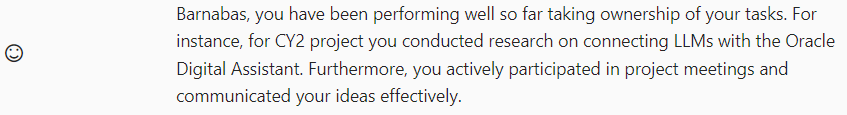 Barnabas, you have been performing well so far taking ownership of your tasks. For
instance, for CY2 project you conducted research on connecting LLMs with the Oracle
Digital Assistant. Furthermore, you actively participated in project meetings and
communicated your ideas effectively.